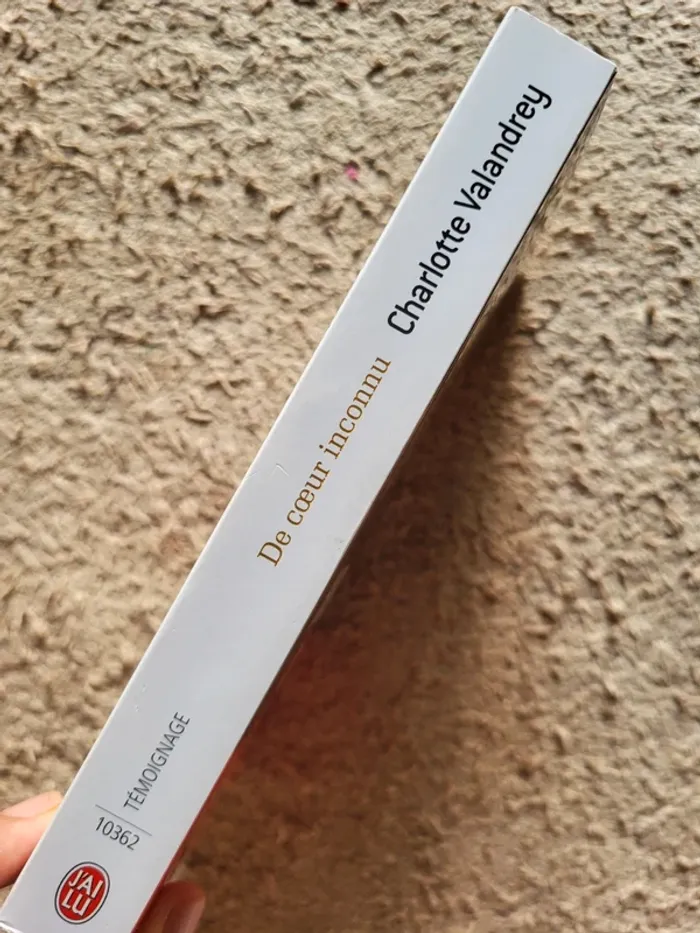 Charlotte Valandrey
De cœur inconnu
TÉMOIGNAGE
10362
J'AI
LU